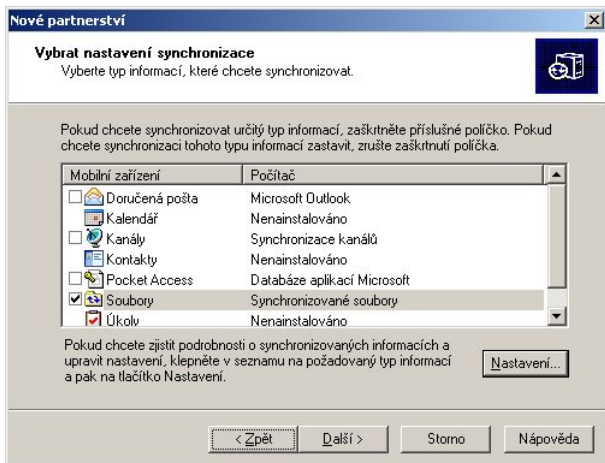 Nové partnerství
Vybrat nastavení synchronizace
Vyberte typ informací, které chcete synchronizovat.
Pokud chcete synchronizovat určitý typ informací, zaškrtněte příslušné políčko. Pokud
chcete synchronizaci tohoto typu informací zastavit, zrušte zaškrtnutí políčka.
Mobilní zařízení Počítač
Doručená pošta Microsoft Outlook
Kalendář Nenainstalováno
Kanály Synchronizace kanálů
Kontakty Nenainstalováno
Pocket Access Databáze aplikací Microsoft
Soubory Synchronizované soubory
Úkoly Nenainstalováno
Pokud chcete zjistit podrobnosti o synchronizovaných informacích a
upravit nastavení, klepněte v seznamu na požadovaný typ informací
a pak na tlačítko Nastavení.
Nastavení...
< Zpět Další > Storno Nápověda